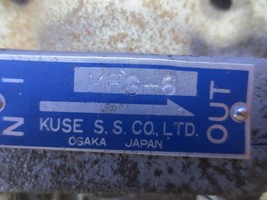 IN
OUT
KUSE S. S. CO., LTD.
OSAKA JAPAN